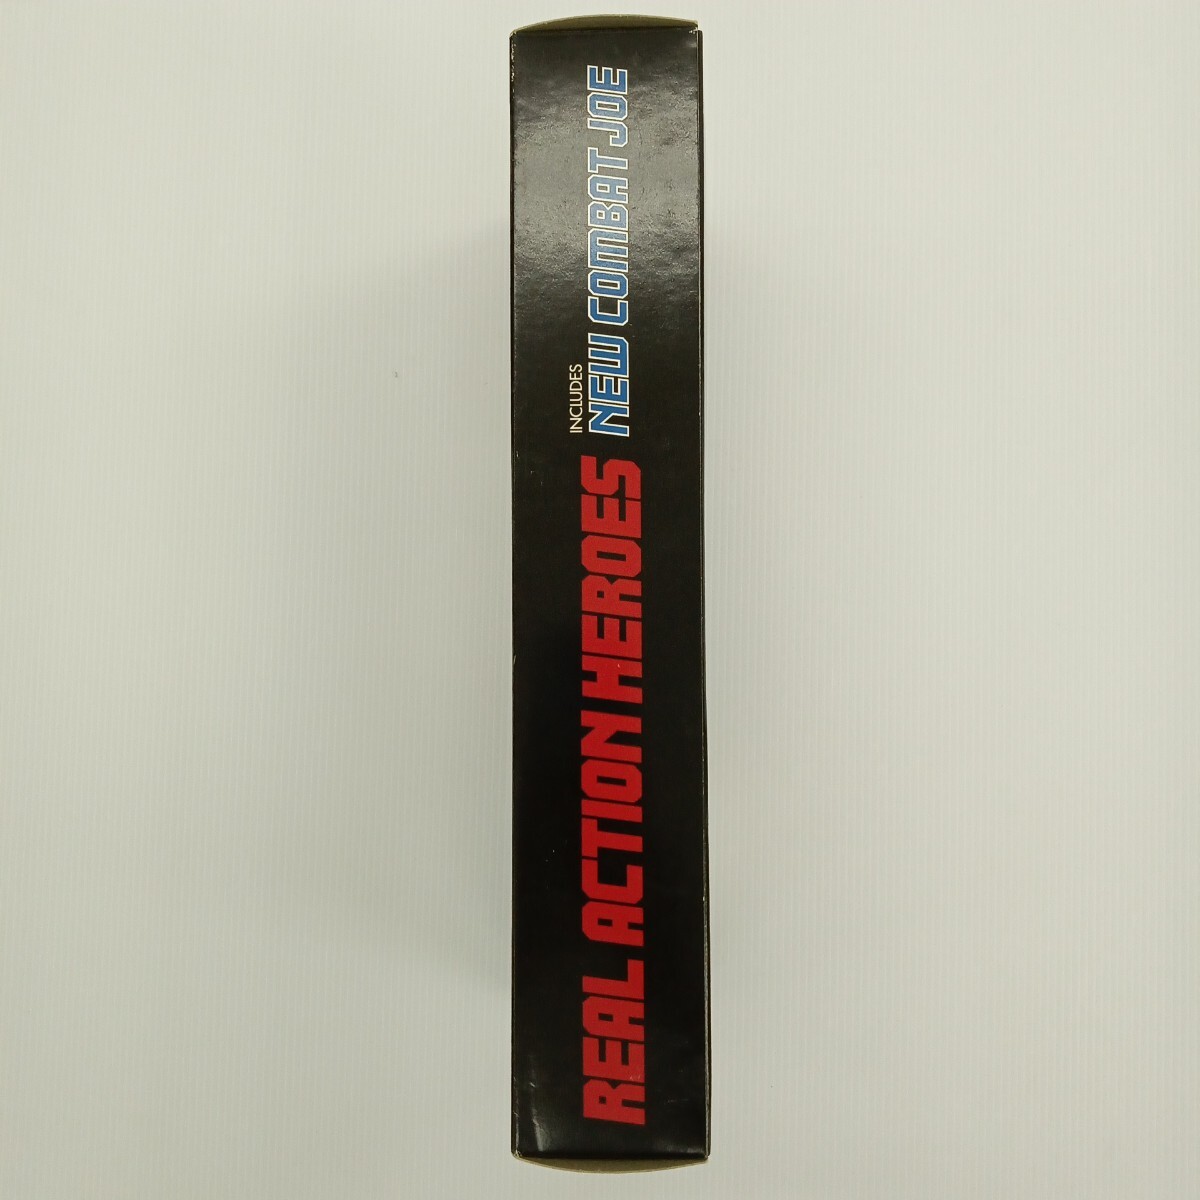 REAL ACTION HEROES
INCLUDES
NEW COMBAT JOE